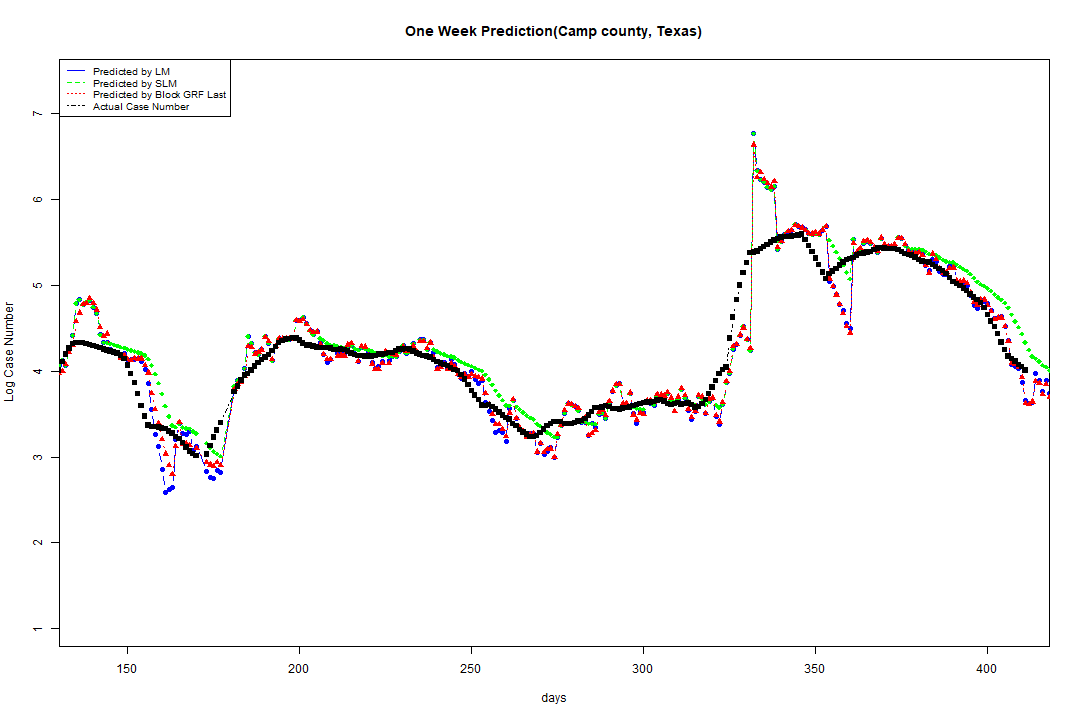 One Week Prediction(Camp county, Texas)
Predicted by LM
Predicted by SLM
Predicted by Block GRF Last
Actual Case Number
Log Case Number
7
6
5
4
3
2
1
150 200 250 300 350 400
days